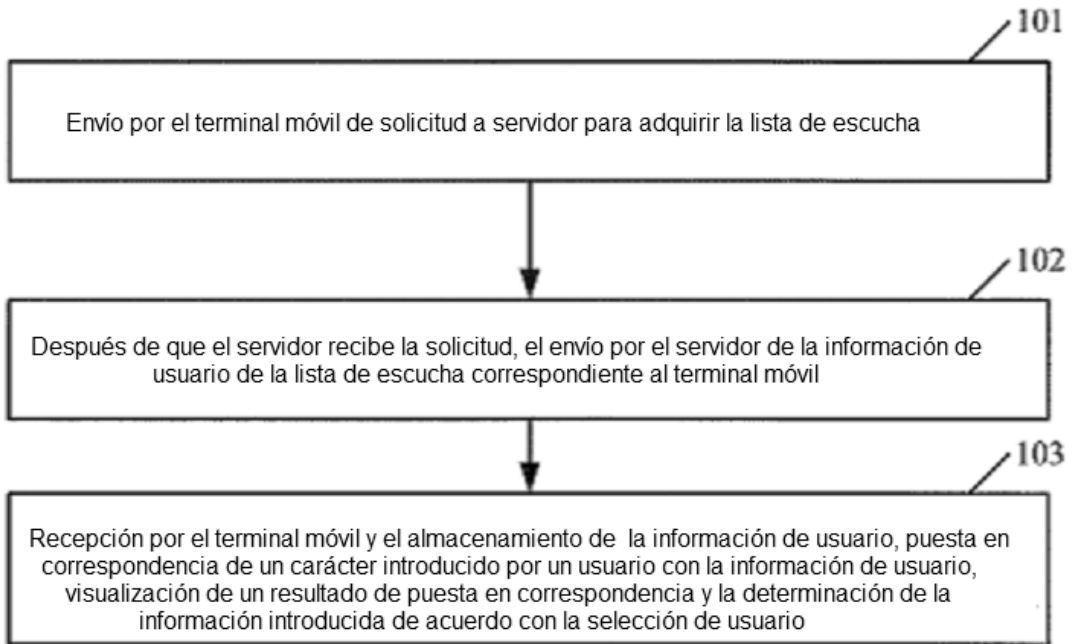 101
Envío por el terminal móvil de solicitud a servidor para adquirir la lista de escucha
102
Después de que el servidor recibe la solicitud, el envío por el servidor de la información de
usuario de la lista de escucha correspondiente al terminal móvil
103
Recepción por el terminal móvil y el almacenamiento de la información de usuario, puesta en
correspondencia de un carácter introducido por un usuario con la información de usuario,
visualización de un resultado de puesta en correspondencia y la determinación de la
información introducida de acuerdo con la selección de usuario